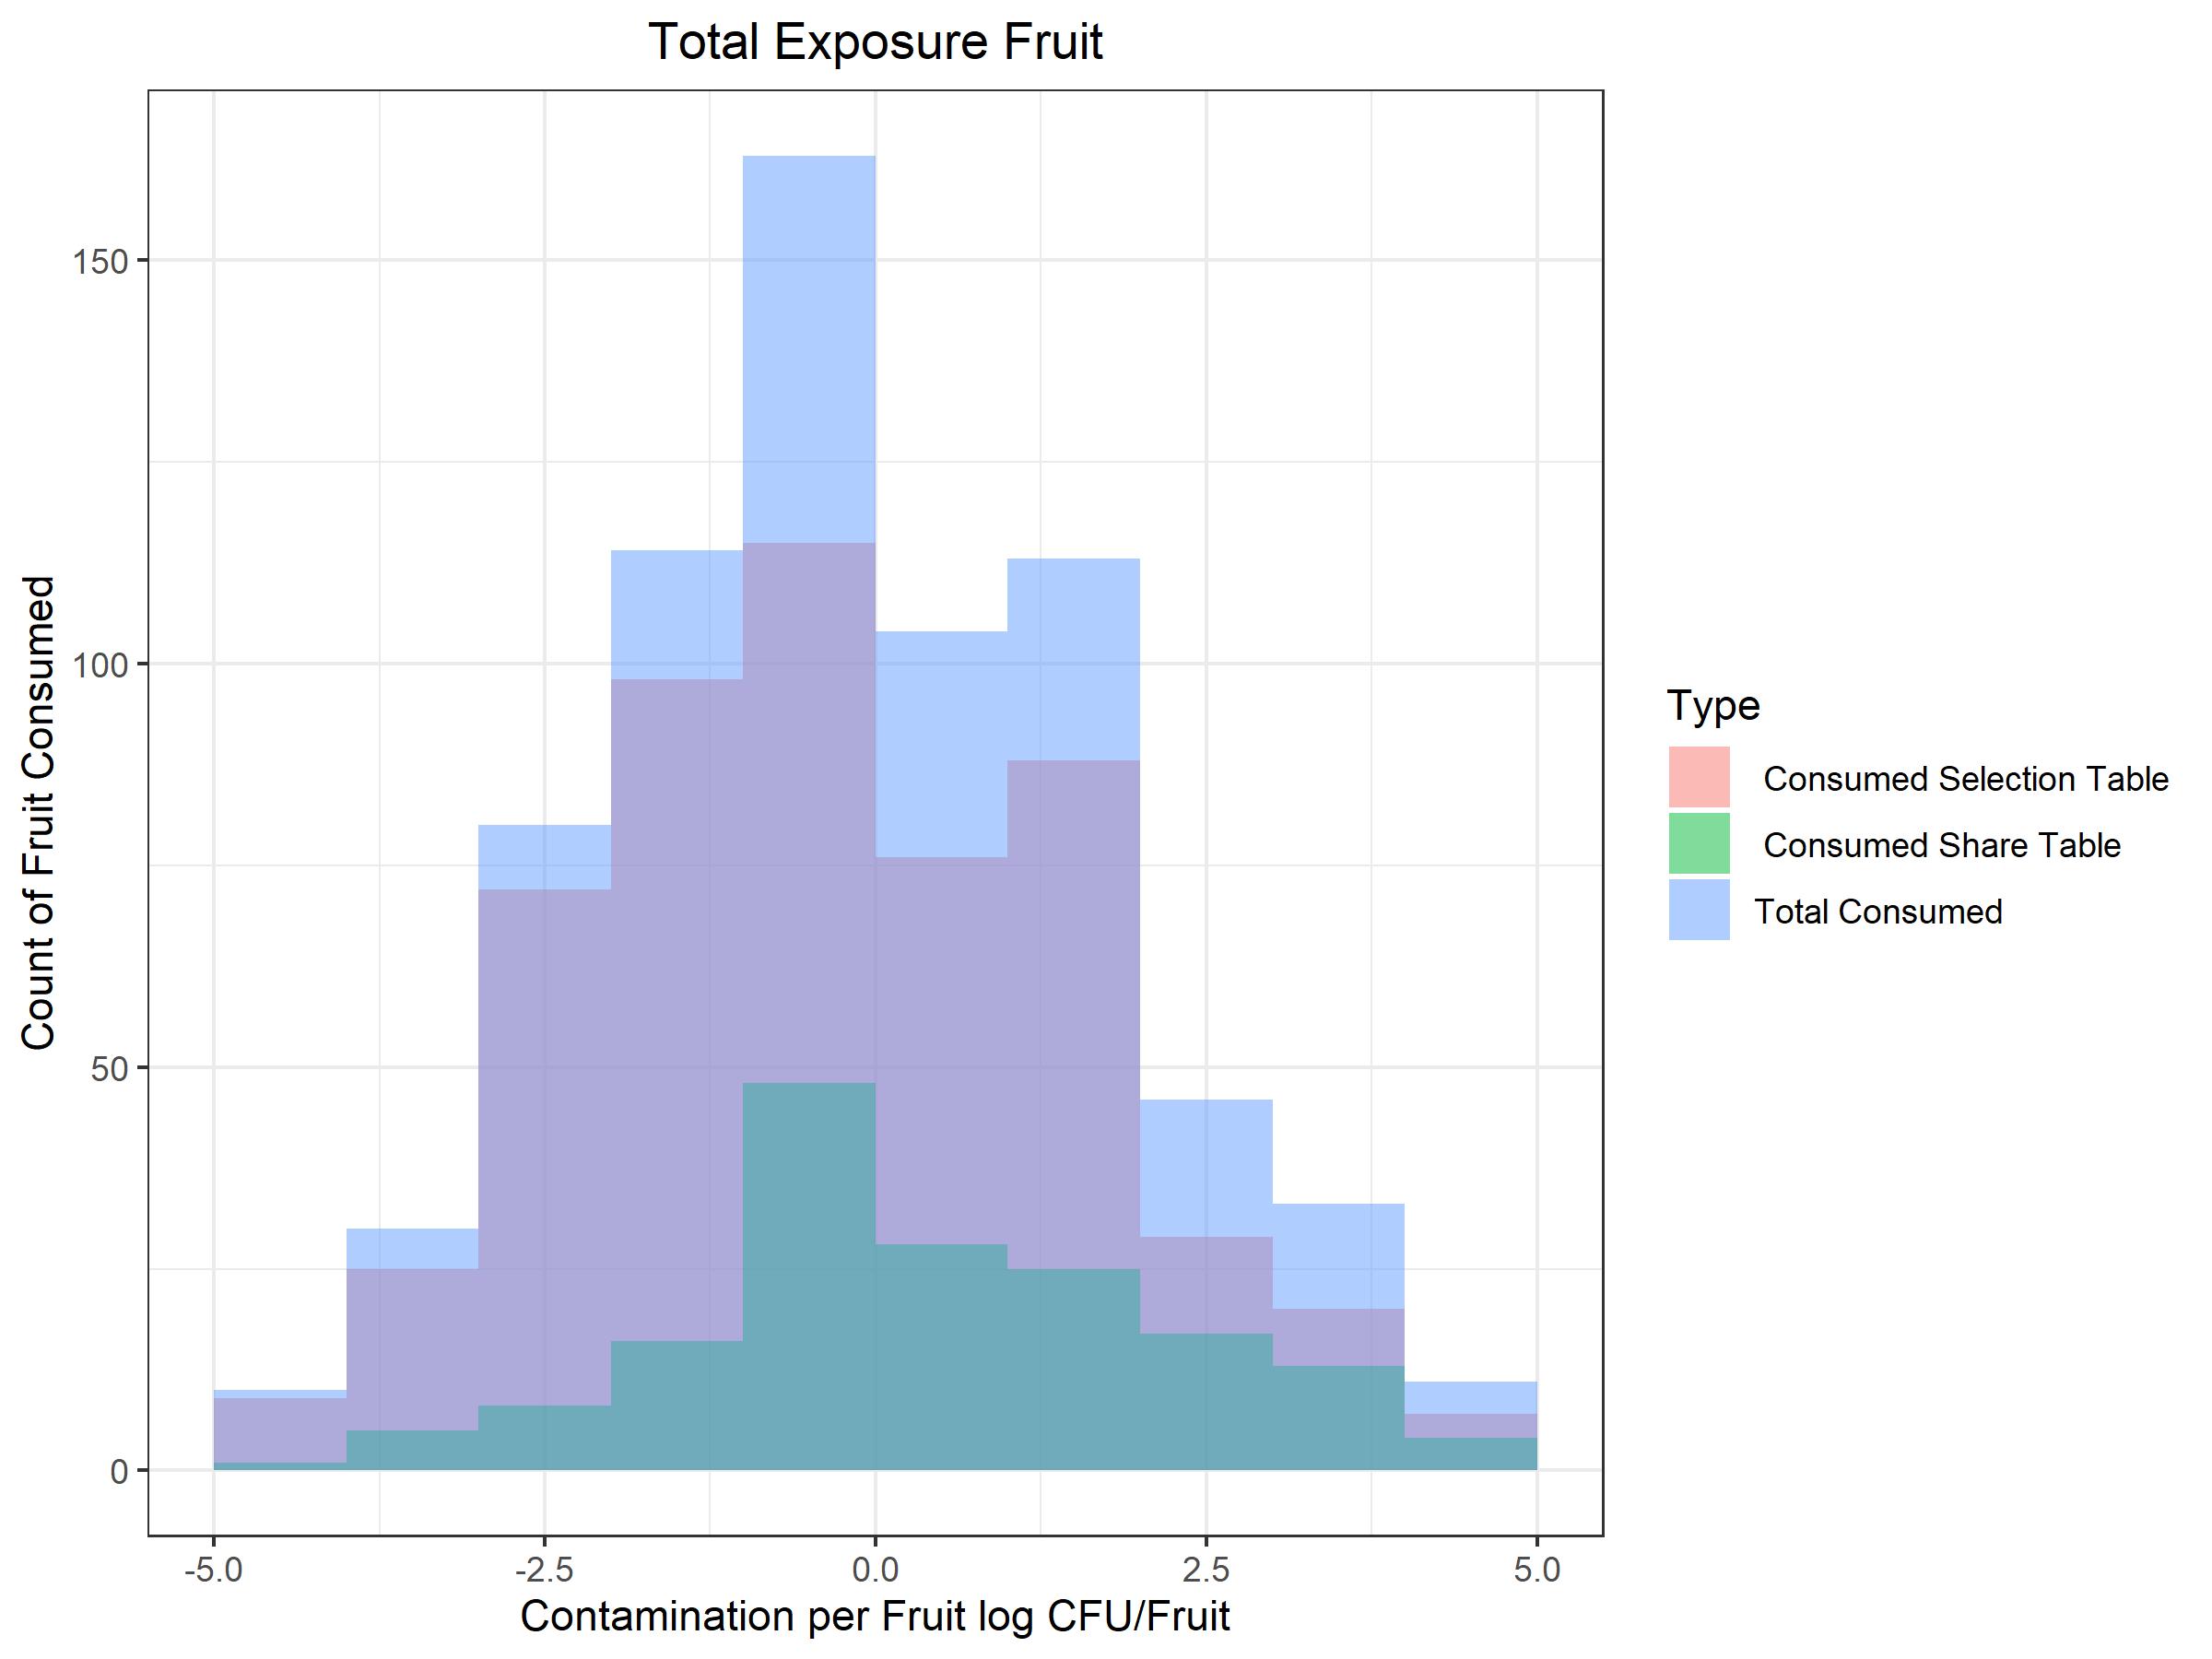 Total Exposure Fruit
Count of Fruit Consumed
150
100
50
0
-5.0
-2.5
0.0
2.5
5.0
Contamination per Fruit log CFU/Fruit
Type
Consumed Selection Table
Consumed Share Table
Total Consumed